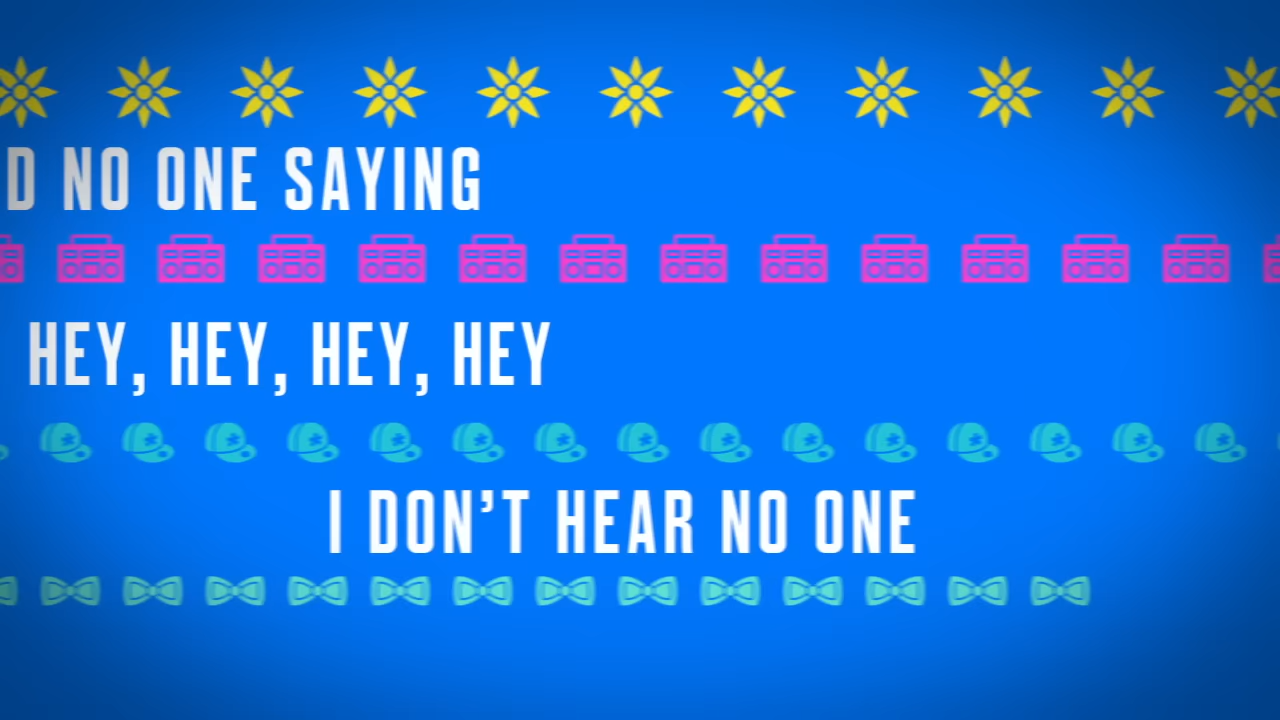 D NO ONE SAYING
HEY, HEY, HEY, HEY
I DON'T HEAR NO ONE